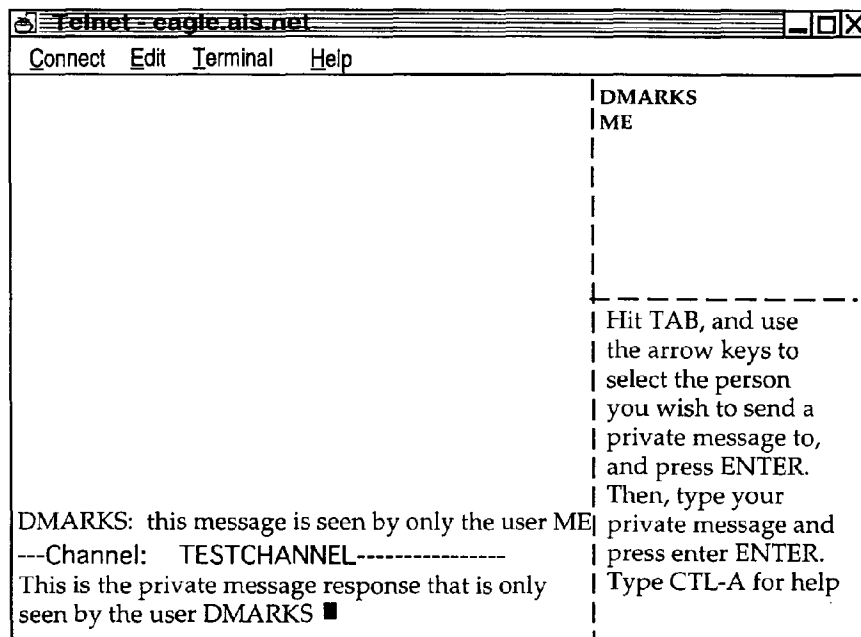 Telnet - eagle.ais.net
Connect Edit Terminal Help
DMARKS
ME
Hit TAB, and use
the arrow keys to
select the person
you wish to send a
private message to,
and press ENTER.
Then, type your
private message and
press enter ENTER.
Type CTL-A for help
DMARKS: this message is seen by only the user ME
---Channel: TESTCHANNEL----------------
This is the private message response that is only
seen by the user DMARKS